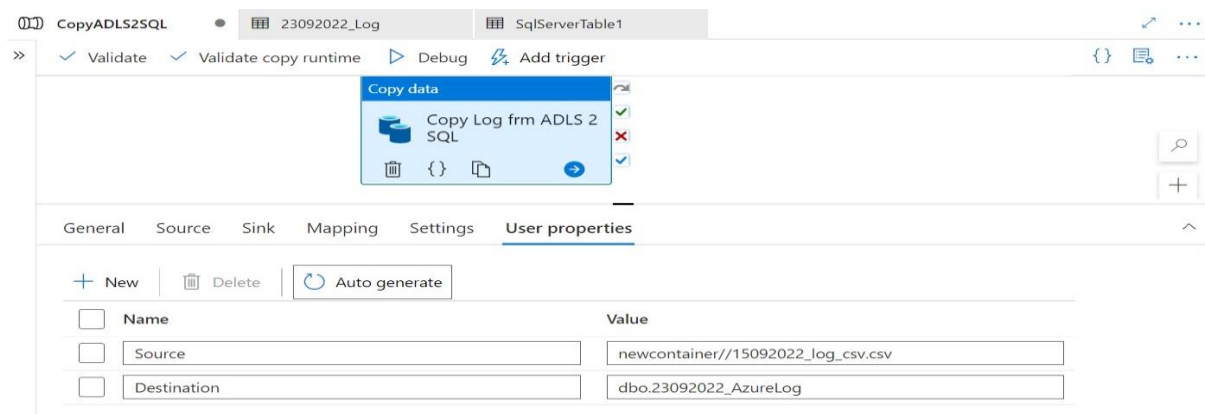 CopyADLS2SQL 23092022_Log SqlServerTable1
Validate Validate copy runtime Debug Add trigger
Copy data
Copy Log frm ADLS 2
SQL
General Source Sink Mapping Settings User properties
New Delete Auto generate
Name Value
Source newcontainer//15092022_log_csv.csv
Destination dbo.23092022_AzureLog